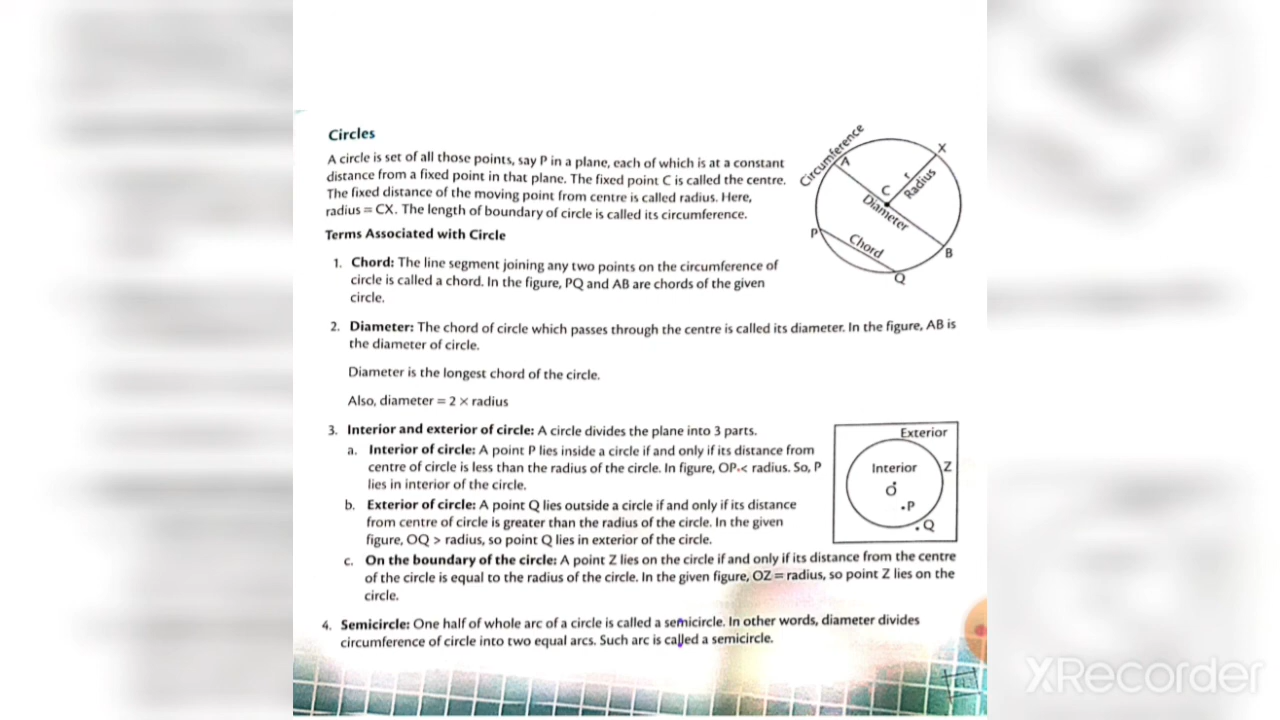 Circles
A circle is set of all those points, say P in a plane, each of which is at a constant
distance from a fixed point in that plane. The fixed point C is called the centre.
The fixed distance of the moving point from centre is called radius. Here,
radius = CX. The length of boundary of circle is called its circumference.
Circumference
A
X
C
r
Radius
Diameter
P
Chord
B
Q
Terms Associated with Circle
1. Chord: The line segment joining any two points on the circumference of
circle is called a chord. In the figure, PQ and AB are chords of the given
circle.
2. Diameter: The chord of circle which passes through the centre is called its diameter. In the figure, AB is
the diameter of circle.
Diameter is the longest chord of the circle.
Also, diameter = 2 × radius
3. Interior and exterior of circle: A circle divides the plane into 3 parts.
a. Interior of circle: A point P lies inside a circle if and only if its distance from
centre of circle is less than the radius of the circle. In figure, OP < radius. So, P
lies in interior of the circle.
b. Exterior of circle: A point Q lies outside a circle if and only if its distance
from centre of circle is greater than the radius of the circle. In the given
figure, OQ > radius, so point Q lies in exterior of the circle.
Exterior
Interior
Z
O
P
Q
c. On the boundary of the circle: A point Z lies on the circle if and only if its distance from the centre
of the circle is equal to the radius of the circle. In the given figure, OZ = radius, so point Z lies on the
circle.
4. Semicircle: One half of whole arc of a circle is called a semicircle. In other words, diameter divides
circumference of circle into two equal arcs. Such arc is called a semicircle.
XRecorder